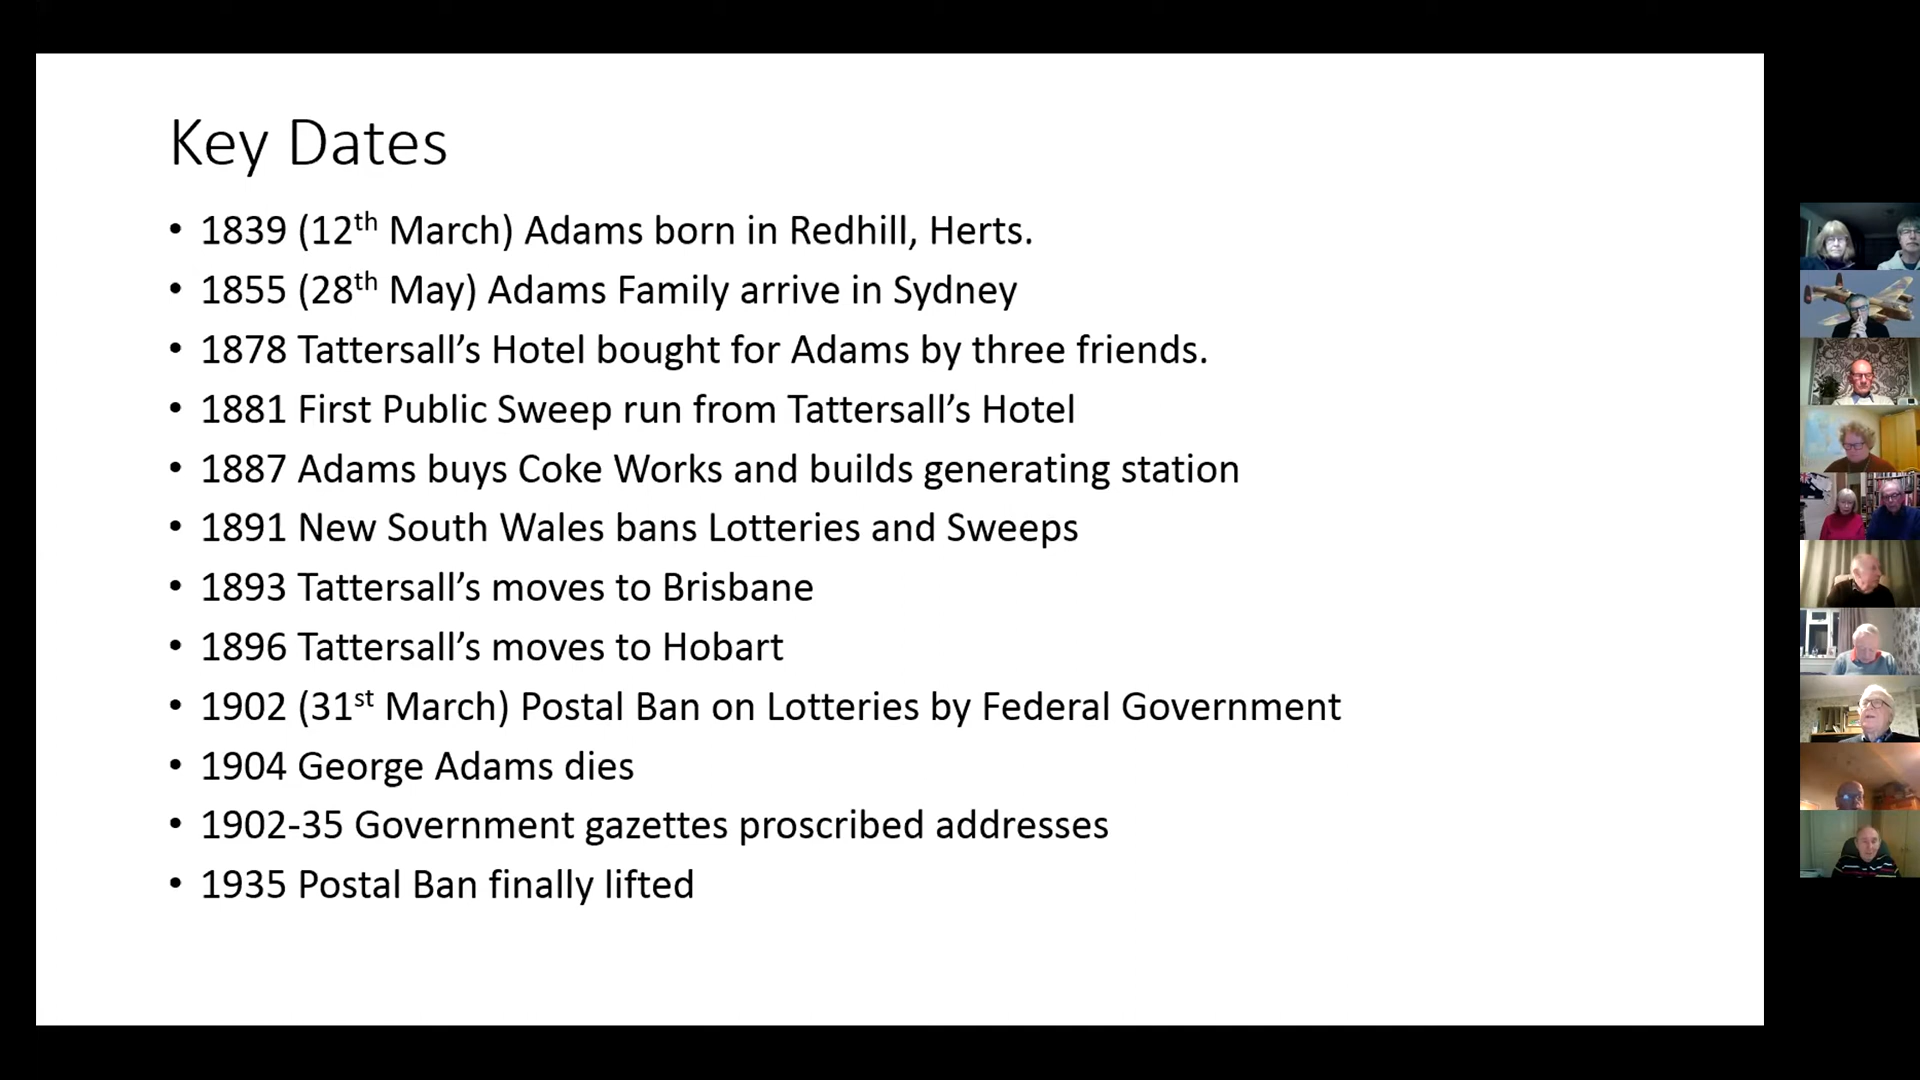 Key Dates
• 1839 (12th March) Adams born in Redhill, Herts.
• 1855 (28th May) Adams Family arrive in Sydney
• 1878 Tattersall’s Hotel bought for Adams by three friends.
• 1881 First Public Sweep run from Tattersall’s Hotel
• 1887 Adams buys Coke Works and builds generating station
• 1891 New South Wales bans Lotteries and Sweeps
• 1893 Tattersall’s moves to Brisbane
• 1896 Tattersall’s moves to Hobart
• 1902 (31st March) Postal Ban on Lotteries by Federal Government
• 1904 George Adams dies
• 1902-35 Government gazettes proscribed addresses
• 1935 Postal Ban finally lifted